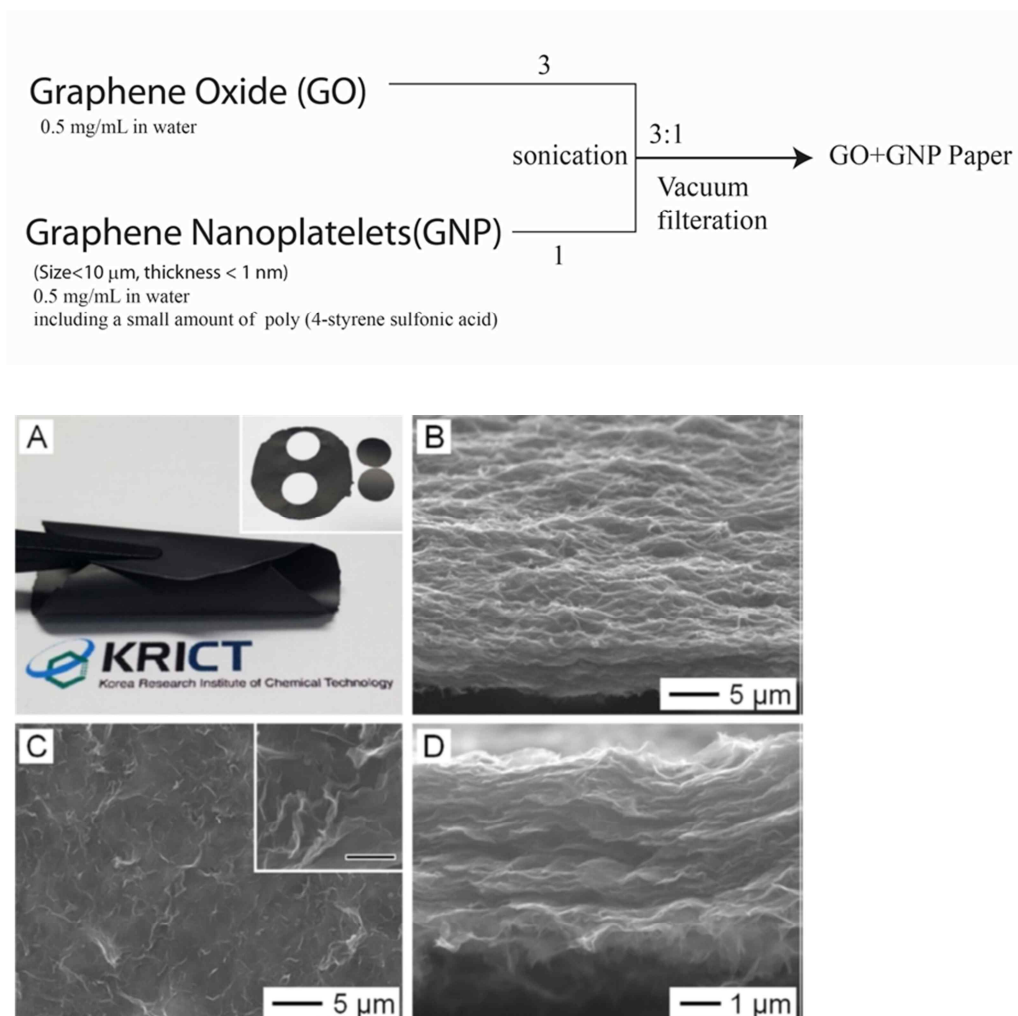 3
Graphene Oxide (GO)
0.5 mg/mL in water
3:1
sonication
GO+GNP Paper
Vacuum
filteration
Graphene Nanoplatelets(GNP)
1
(Size<10 μm, thickness < 1 nm)
0.5 mg/mL in water
including a small amount of poly (4-styrene sulfonic acid)
A
B
KRICT
Korea Research Institute of Chemical Technology
5 μm
C
D
5 μm
1 μm